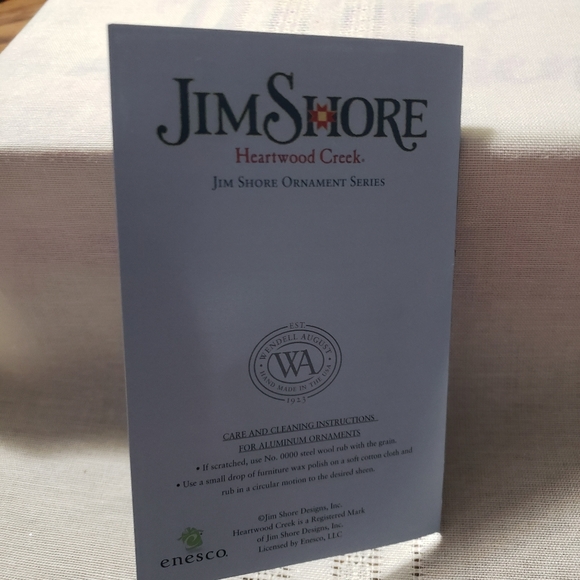 JIM SHORE
Heartwood Creek®
JIM SHORE ORNAMENT SERIES
EST.
WENDELL AUGUST
WA
HAND MADE IN THE USA
1923
CARE AND CLEANING INSTRUCTIONS
FOR ALUMINUM ORNAMENTS
• If scratched, use No. 0000 steel wool rub with the grain.
• Use a small drop of furniture wax polish on a soft cotton cloth and
rub in a circular motion to the desired shine.
©Jim Shore Designs, Inc.
Heartwood Creek is a Registered Mark
of Jim Shore Designs, Inc.
Licensed by Enesco, LLC
enesco.